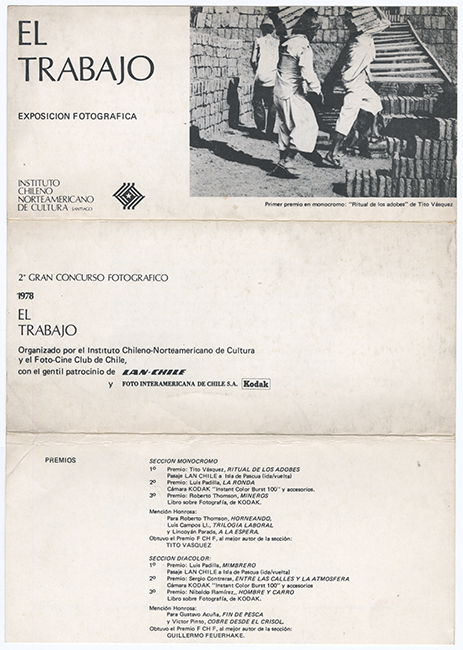 EL
TRABAJO
EXPOSICION FOTOGRAFICA
INSTITUTO
CHILENO
NORTEAMERICANO
DE CULTURA SANTIAGO
Primer premio en monocromo: "Ritual de los adobes" de Tito Vásquez
2º GRAN CONCURSO FOTOGRAFICO
1978
EL
TRABAJO
Organizado por el Instituto Chileno-Norteamericano de Cultura
y el Foto-Cine Club de Chile,
con el gentil patrocinio de LAN-CHILE
y FOTO INTERAMERICANA DE CHILE S.A. Kodak
PREMIOS
SECCION MONOCROMO
1º Premio: Tito Vásquez, RITUAL DE LOS ADOBES
Pasaje LAN CHILE a Isla de Pascua (ida/vuelta)
2º Premio: Luis Padilla, LA RONDA
Cámara KODAK "Instant Color Burst 100" y accesorios.
3º Premio: Roberto Thomson, MINEROS
Libro sobre Fotografía, de KODAK.
Mención Honrosa:
Para Roberto Thomson, HORNEANDO,
Luis Campos Ll., TRILOGIA LABORAL
y Lincoyán Parada, A LA ESPERA.
Obtuvo el Premio F CH F, al mejor autor de la sección:
TITO VASQUEZ
SECCION DIACOLOR:
1º Premio: Luis Padilla, MIMBRERO
Pasaje LAN CHILE a Isla de Pascua (ida/vuelta)
2º Premio: Sergio Contreras, ENTRE LAS CALLES Y LA ATMOSFERA
Cámara KODAK "Instant Color Burst 100" y accesorios
3º Premio: Nibaldo Ramírez,, HOMBRE Y CARRO
Libro sobre Fotografía, de KODAK.
Mención Honrosa:
Para Gustavo Acuña, FIN DE PESCA
y Víctor Pinto, COBRE DESDE EL CRISOL.
Obtuvo el Premio F CH F, al mejor autor de la sección:
GUILLERMO FEUERHAKE.